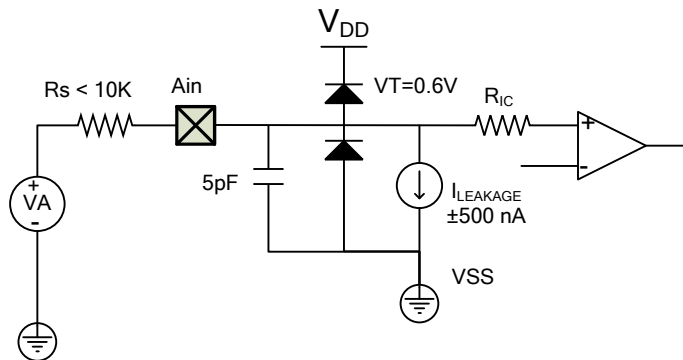 VDD
Rs < 10K
Ain
VT=0.6V
RIC
+
-
VA
+
-
5pF
ILEAKAGE
±500 nA
VSS